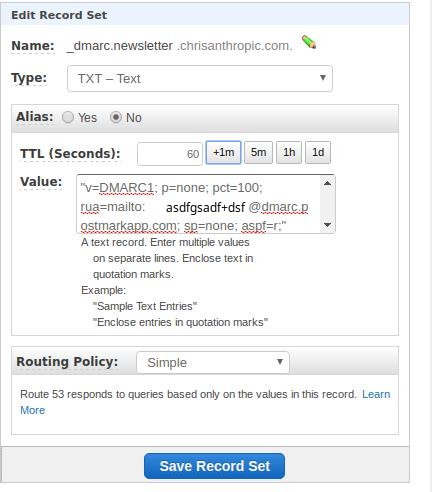 Edit Record Set
Name: _dmarc.newsletter .chrisanthropic.com.
Type: TXT – Text
Alias: Yes No
TTL (Seconds): 60 +1m 5m 1h 1d
Value: "v=DMARC1; p=none; pct=100;
rua=mailto: asdfgsadf+dsf @dmarc.p
ostmarkapp.com; sp=none; aspf=r;"
A text record. Enter multiple values
on separate lines. Enclose text in
quotation marks.
Example:
"Sample Text Entries"
"Enclose entries in quotation marks"
Routing Policy: Simple
Route 53 responds to queries based only on the values in this record. Learn
More
Save Record Set